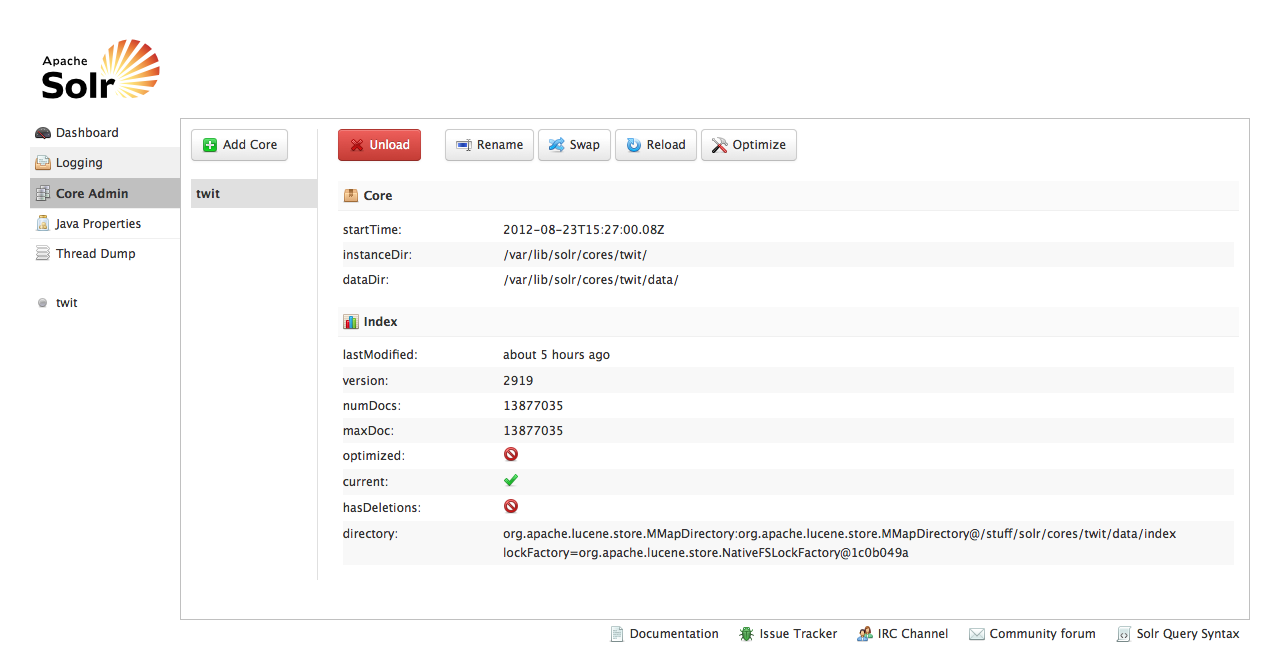 Apache
Solr
Dashboard
Logging
Core Admin
Java Properties
Thread Dump
twit
Add Core
twit
Unload
Rename
Swap
Reload
Optimize
Core
startTime: 2012-08-23T15:27:00.08Z
instanceDir: /var/lib/solr/cores/twit/
dataDir: /var/lib/solr/cores/twit/data/
Index
lastModified: about 5 hours ago
version: 2919
numDocs: 13877035
maxDoc: 13877035
optimized:
current:
hasDeletions:
directory: org.apache.lucene.store.MMapDirectory:org.apache.lucene.store.MMapDirectory@/stuff/solr/cores/twit/data/index
lockFactory=org.apache.lucene.store.NativeFSLockFactory@1c0b049a
Documentation Issue Tracker IRC Channel Community forum Solr Query Syntax